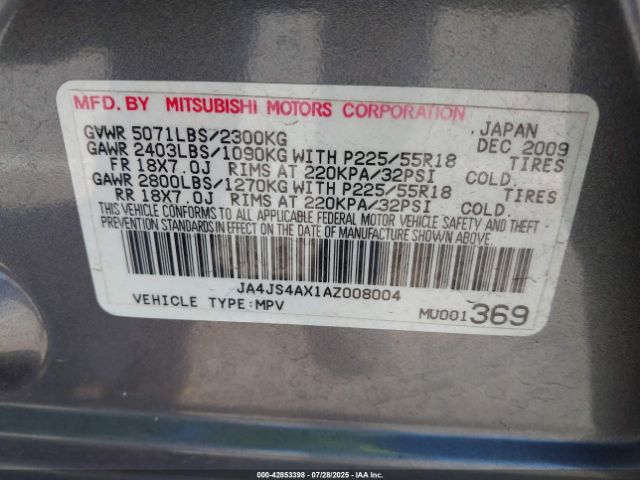 MFD. BY MITSUBISHI MOTORS CORPORATION
GVWR 5071LBS/2300KG JAPAN
GAWR 2403LBS/1090KG WITH P225/55R18 DEC 2009
FR 18X7.0J RIMS AT 220KPA/32PSI TIRES COLD.
GAWR 2800LBS/1270KG WITH P225/55R18 TIRES
RR 18X7.0J RIMS AT 220KPA/32PSI COLD.
THIS VEHICLE CONFORMS TO ALL APPLICABLE FEDERAL MOTOR VEHICLE SAFETY AND THEFT
PREVENTION STANDARDS IN EFFECT ON THE DATE OF MANUFACTURE SHOWN ABOVE.
JA4JS4AX1AZ008004
VEHICLE TYPE:MPV
MU001369
000-42853398 - 07/28/2025 - IAAI.com